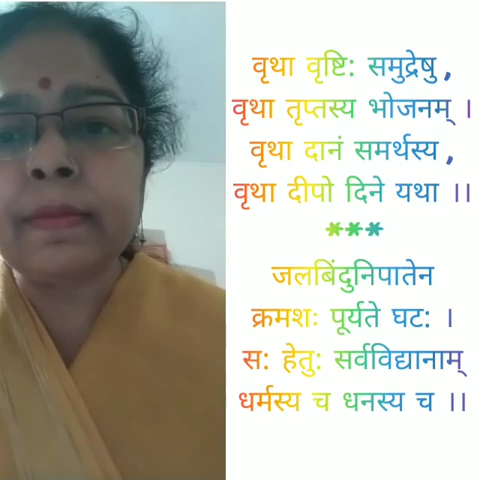 वृथा वृष्टि: समुद्रेषु ,
वृथा तृप्तस्य भोजनम् ।
वृथा दानं समर्थस्य ,
वृथा दीपो दिने यथा ।।
***
जलबिंदुनिपातेन
क्रमशः पूर्यते घट: ।
स: हेतु: सर्वविद्यानाम्
धर्मस्य च धनस्य च ।।